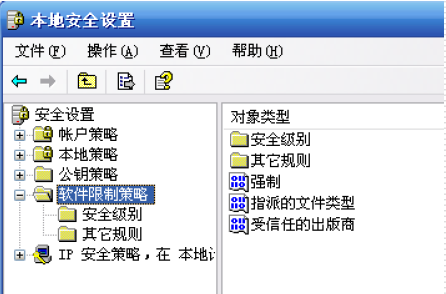 本地安全设置
文件(F) 操作(A) 查看(V) 帮助(H)
安全设置
帐户策略
本地策略
公钥策略
软件限制策略
安全级别
其它规则
IP 安全策略，在 本地
对象类型
安全级别
其它规则
强制
指派的文件类型
受信任的出版商